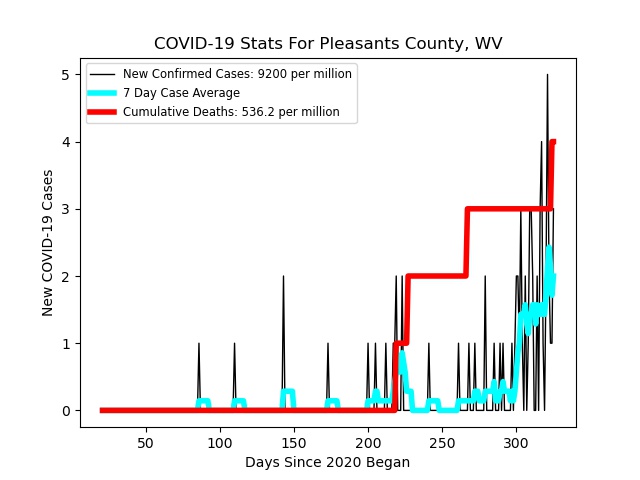 COVID-19 Stats For Pleasants County, WV
New Confirmed Cases: 9200 per million
7 Day Case Average
Cumulative Deaths: 536.2 per million
New COVID-19 Cases
5
4
3
2
1
0
50 100 150 200 250 300
Days Since 2020 Began